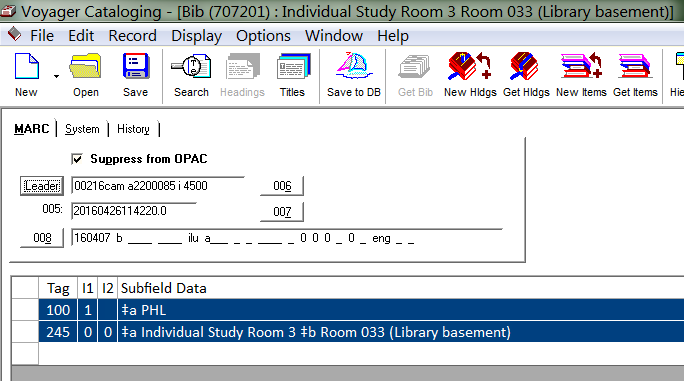 Voyager Cataloging - [Bib (707201) : Individual Study Room 3 Room 033 (Library basement)]
File Edit Record Display Options Window Help
New Open Save Search Headings Titles Save to DB Get Bib New Hldgs Get Hldgs New Items Get Items Hie
MARC System History
Suppress from OPAC
Leader 00216cam a2200085 i 4500 006
005: 20160426114220.0 007
008 160407 b ____ ____ ilu a___ _ _ ____ _ 0 0 0 _ 0 _ eng _ _
Tag I1 I2 Subfield Data
100 1 ‡a PHL
245 0 0 ‡a Individual Study Room 3 ‡b Room 033 (Library basement)